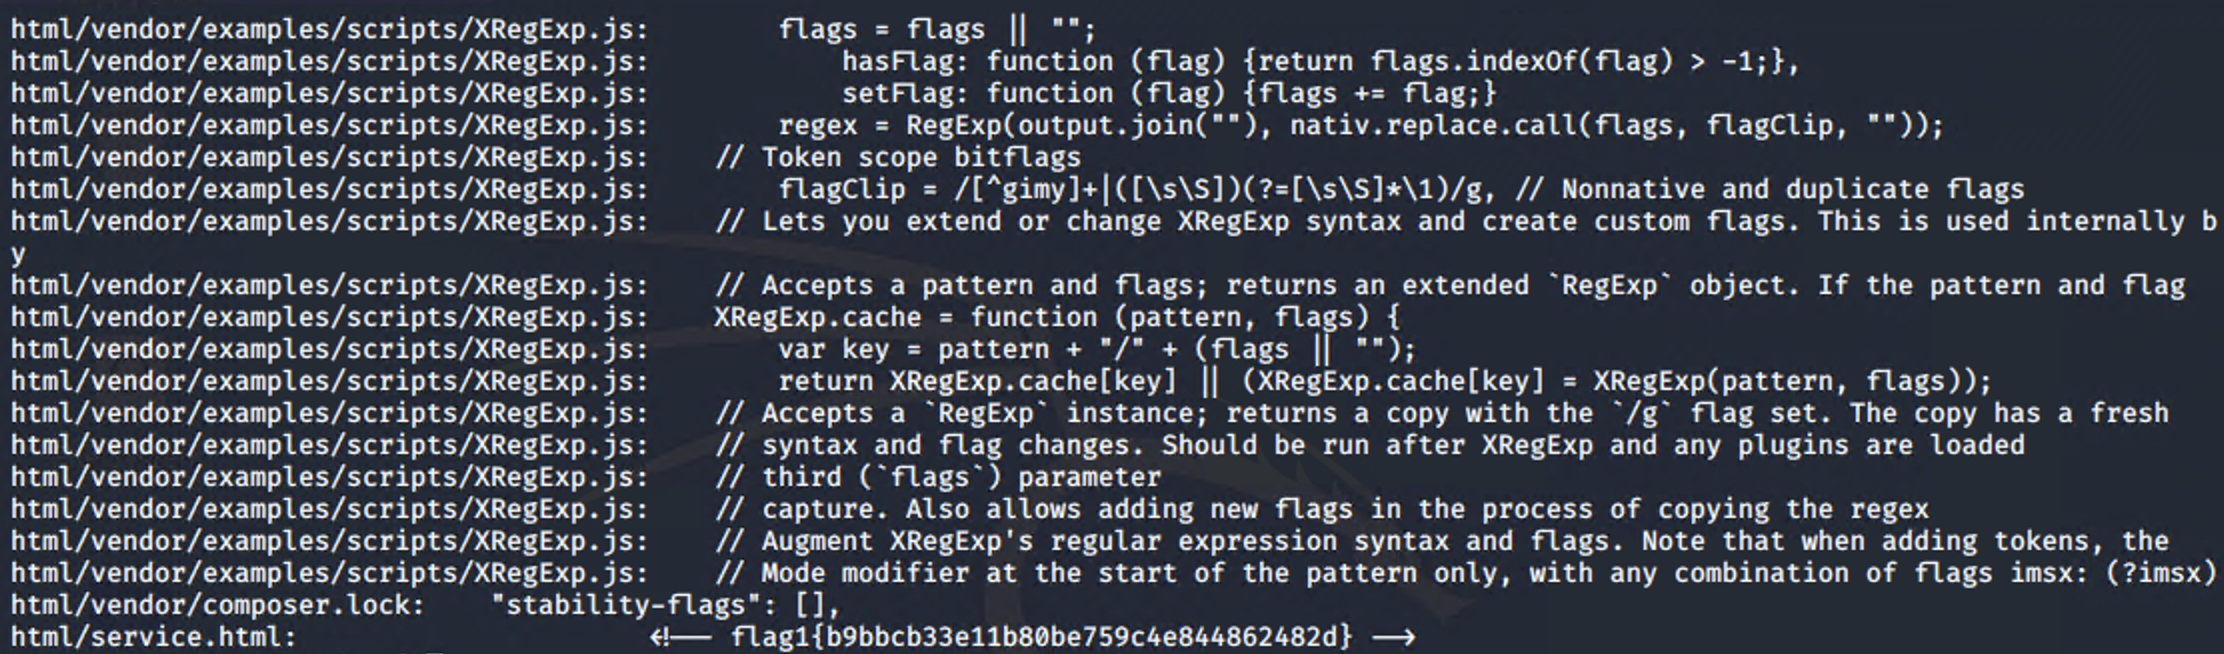 html/vendor/examples/scripts/XRegExp.js:        flags = flags || "";
html/vendor/examples/scripts/XRegExp.js:            hasFlag: function (flag) {return flags.indexOf(flag) > -1;},
html/vendor/examples/scripts/XRegExp.js:            setFlag: function (flag) {flags += flag;}
html/vendor/examples/scripts/XRegExp.js:        regex = RegExp(output.join(""), nativ.replace.call(flags, flagClip, ""));
html/vendor/examples/scripts/XRegExp.js:    // Token scope bitflags
html/vendor/examples/scripts/XRegExp.js:        flagClip = /[^gimy]+|([\s\S])(?=[\s\S]*\1)/g, // Nonnative and duplicate flags
html/vendor/examples/scripts/XRegExp.js:    // Lets you extend or change XRegExp syntax and create custom flags. This is used internally b
y
html/vendor/examples/scripts/XRegExp.js:    // Accepts a pattern and flags; returns an extended `RegExp` object. If the pattern and flag
html/vendor/examples/scripts/XRegExp.js:    XRegExp.cache = function (pattern, flags) {
html/vendor/examples/scripts/XRegExp.js:        var key = pattern + "/" + (flags || "");
html/vendor/examples/scripts/XRegExp.js:        return XRegExp.cache[key] || (XRegExp.cache[key] = XRegExp(pattern, flags));
html/vendor/examples/scripts/XRegExp.js:    // Accepts a `RegExp` instance; returns a copy with the `/g` flag set. The copy has a fresh
html/vendor/examples/scripts/XRegExp.js:    // syntax and flag changes. Should be run after XRegExp and any plugins are loaded
html/vendor/examples/scripts/XRegExp.js:    // third (`flags`) parameter
html/vendor/examples/scripts/XRegExp.js:    // capture. Also allows adding new flags in the process of copying the regex
html/vendor/examples/scripts/XRegExp.js:    // Augment XRegExp's regular expression syntax and flags. Note that when adding tokens, the
html/vendor/examples/scripts/XRegExp.js:    // Mode modifier at the start of the pattern only, with any combination of flags imsx: (?imsx)
html/vendor/composer.lock:    "stability-flags": [],
html/service.html:                      <!-- flag1{b9bbcb33e11b80be759c4e844862482d} -->